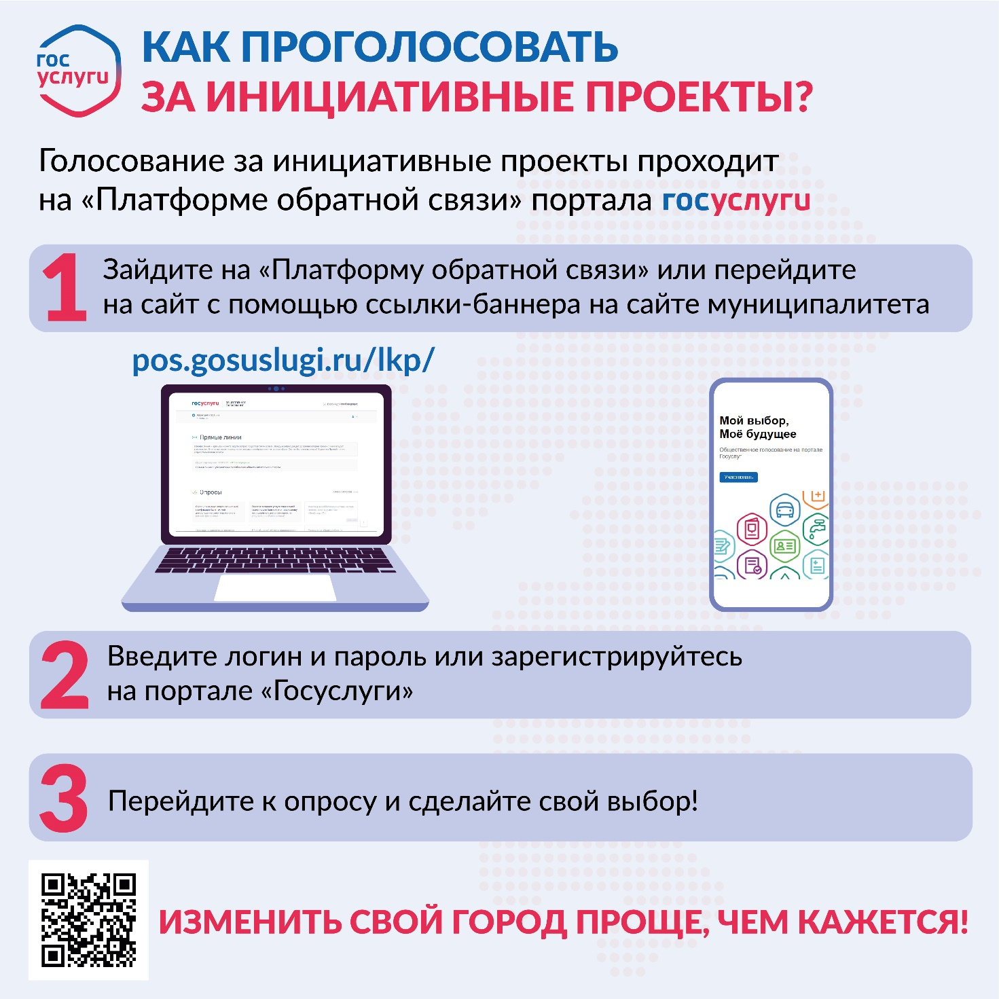 гос
услуги
КАК ПРОГОЛОСОВАТЬ
ЗА ИНИЦИАТИВНЫЕ ПРОЕКТЫ?
Голосование за инициативные проекты проходит
на «Платформе обратной связи» портала госуслуги
1
Зайдите на «Платформу обратной связи» или перейдите
на сайт с помощью ссылки-баннера на сайте муниципалитета
pos.gosuslugi.ru/lkp/
госуслуги
ОБЩЕСТВЕННОЕ
ГОЛОСОВАНИЕ
Прямые линии
Опросы
Мой выбор,
Моё будущее
Общественное голосование на портале
Госуслуг
Участвовать
2
Введите логин и пароль или зарегистрируйтесь
на портале «Госуслуги»
3
Перейдите к опросу и сделайте свой выбор!
ИЗМЕНИТЬ СВОЙ ГОРОД ПРОЩЕ, ЧЕМ КАЖЕТСЯ!